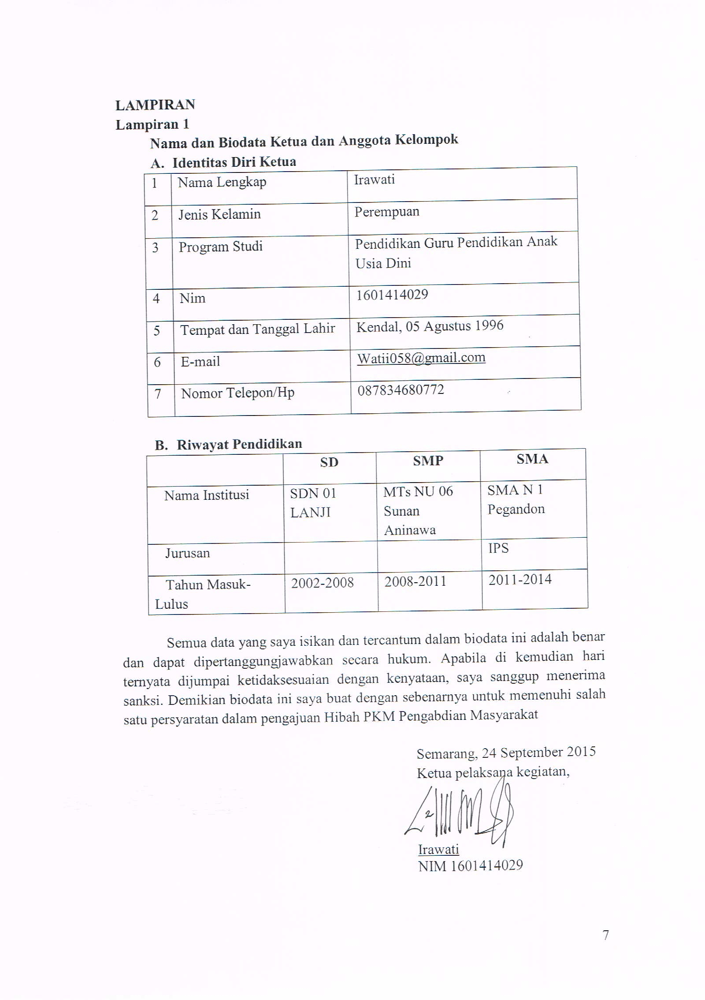 LAMPIRAN
Lampiran 1
Nama dan Biodata Ketua dan Anggota Kelompok
A. Identitas Diri Ketua
1 Nama Lengkap Irawati
2 Jenis Kelamin Perempuan
3 Program Studi Pendidikan Guru Pendidikan Anak
Usia Dini
4 Nim 1601414029
5 Tempat dan Tanggal Lahir Kendal, 05 Agustus 1996
6 E-mail Watii058@gmail.com
7 Nomor Telepon/Hp 087834680772
B. Riwayat Pendidikan
SD SMP SMA
Nama Institusi SDN 01 MTs NU 06 SMA N 1
LANJI Sunan Pegandon
Aninawa
Jurusan IPS
Tahun Masuk- 2002-2008 2008-2011 2011-2014
Lulus
Semua data yang saya isikan dan tercantum dalam biodata ini adalah benar
dan dapat dipertanggungjawabkan secara hukum. Apabila di kemudian hari
ternyata dijumpai ketidaksesuaian dengan kenyataan, saya sanggup menerima
sanksi. Demikian biodata ini saya buat dengan sebenarnya untuk memenuhi salah
satu persyaratan dalam pengajuan Hibah PKM Pengabdian Masyarakat
Semarang, 24 September 2015
Ketua pelaksana kegiatan,
Irawati
NIM 1601414029
7